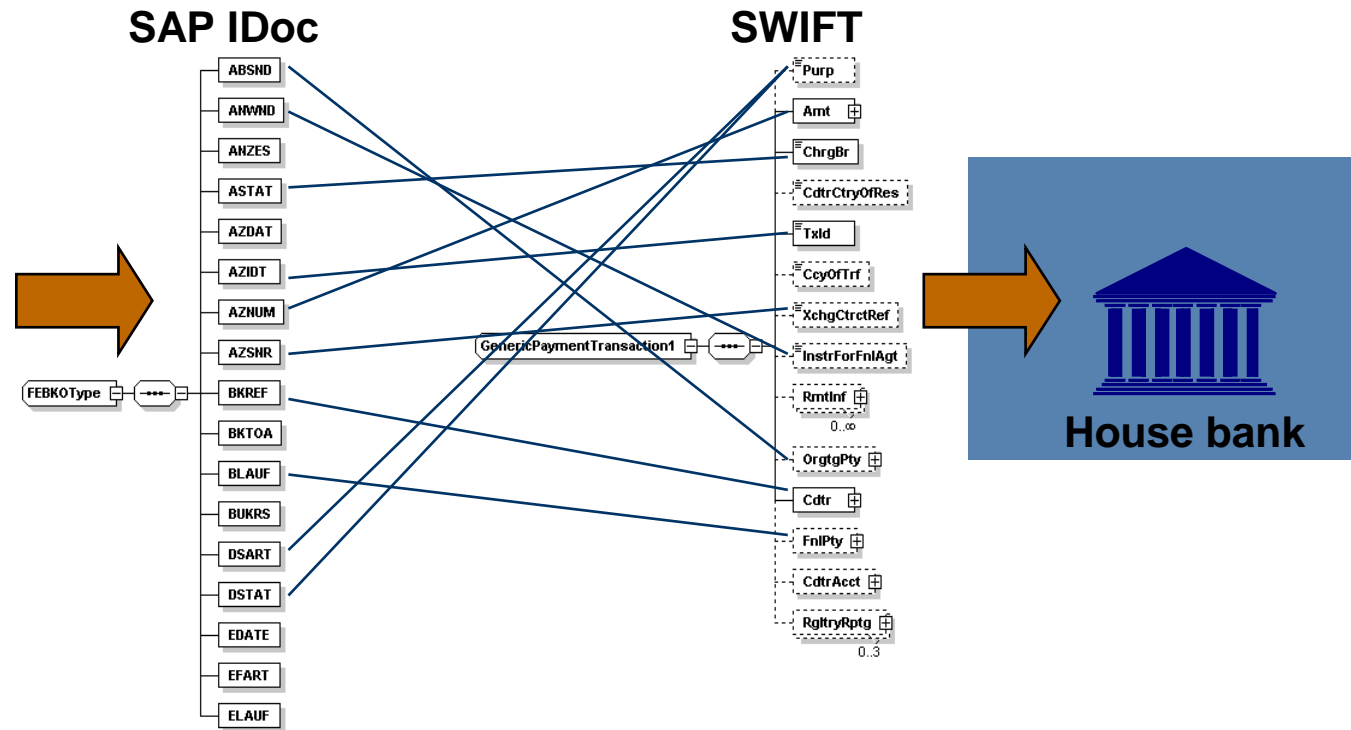 SAP IDoc
SWIFT
FEBKOType
ABSND
ANWND
ANZES
ASTAT
AZDAT
AZIDT
AZNUM
AZSNR
BKREF
BKTOA
BLAUF
BUKRS
DSART
DSTAT
EDATE
EFART
ELAUF
GenericPaymentTransaction1
Purp
Amt
ChrgBr
CdtrCtryOfRes
TxId
CcyOfTrf
XchgCtrctRef
InstrForFnlAgt
RmtInf
0..∞
OrgtgPty
Cdtr
FnlPty
CdtrAcct
RgltryRptg
0..3
House bank